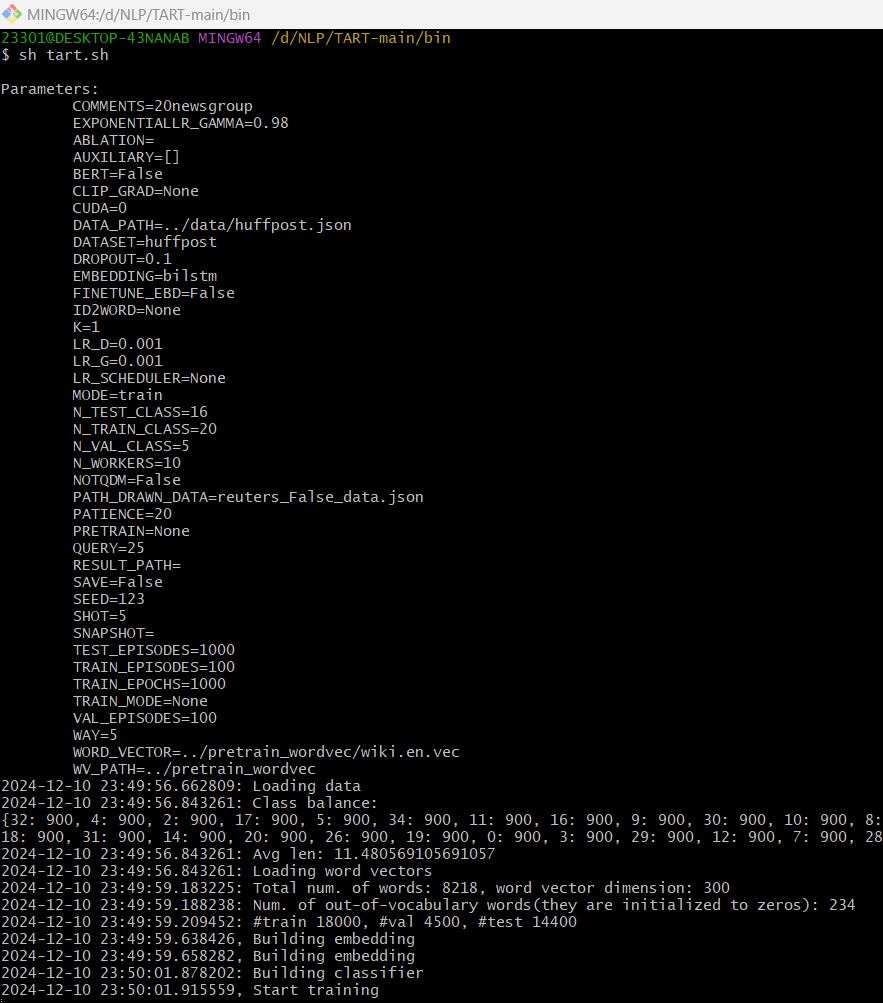 MINGW64:/d/NLP/TART-main/bin
23301@DESKTOP-43NANAB MINGW64 /d/NLP/TART-main/bin
$ sh tart.sh
Parameters:
COMMENTS=20newsgroup
EXPONENTIALLR_GAMMA=0.98
ABLATION=
AUXILIARY=[]
BERT=False
CLIP_GRAD=None
CUDA=0
DATA_PATH=../data/huffpost.json
DATASET=huffpost
DROPOUT=0.1
EMBEDDING=bilstm
FINETUNE_EBD=False
ID2WORD=None
K=1
LR_D=0.001
LR_G=0.001
LR_SCHEDULER=None
MODE=train
N_TEST_CLASS=16
N_TRAIN_CLASS=20
N_VAL_CLASS=5
N_WORKERS=10
NOTQDM=False
PATH_DRAWN_DATA=reuters_False_data.json
PATIENCE=20
PRETRAIN=None
QUERY=25
RESULT_PATH=
SAVE=False
SEED=123
SHOT=5
SNAPSHOT=
TEST_EPISODES=1000
TRAIN_EPISODES=100
TRAIN_EPOCHS=1000
TRAIN_MODE=None
VAL_EPISODES=100
WAY=5
WORD_VECTOR=../pretrain_wordvec/wiki.en.vec
WV_PATH=../pretrain_wordvec
2024-12-10 23:49:56.662809: Loading data
2024-12-10 23:49:56.843261: Class balance:
{32: 900, 4: 900, 2: 900, 17: 900, 5: 900, 34: 900, 11: 900, 16: 900, 9: 900, 30: 900, 10: 900, 8:
18: 900, 31: 900, 14: 900, 20: 900, 26: 900, 19: 900, 0: 900, 3: 900, 29: 900, 12: 900, 7: 900, 28
2024-12-10 23:49:56.843261: Avg len: 11.480569105691057
2024-12-10 23:49:56.843261: Loading word vectors
2024-12-10 23:49:59.183225: Total num. of words: 8218, word vector dimension: 300
2024-12-10 23:49:59.188238: Num. of out-of-vocabulary words(they are initialized to zeros): 234
2024-12-10 23:49:59.209452: #train 18000, #val 4500, #test 14400
2024-12-10 23:49:59.638426, Building embedding
2024-12-10 23:49:59.658282, Building embedding
2024-12-10 23:50:01.878202: Building classifier
2024-12-10 23:50:01.915559, Start training